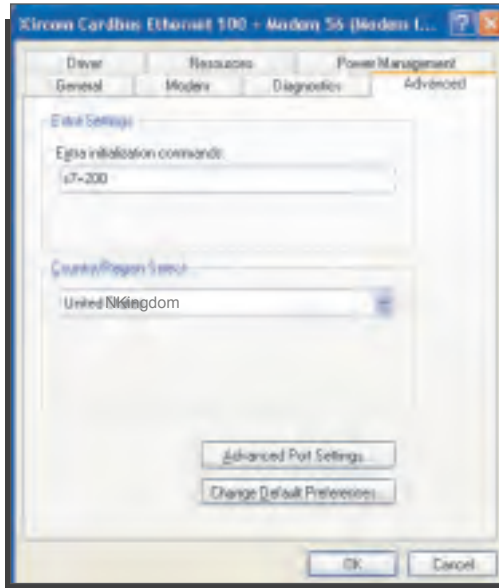 Xircom Cardbus Ethernet 100 + Modem 56 (Modem I...
Driver Resources Power Management
General Modem Diagnostics Advanced
Extra Settings
Extra initialization commands:
s7=200
Country/Region Select
United Kingdom
Advanced Port Settings...
Change Default Preferences...
OK Cancel